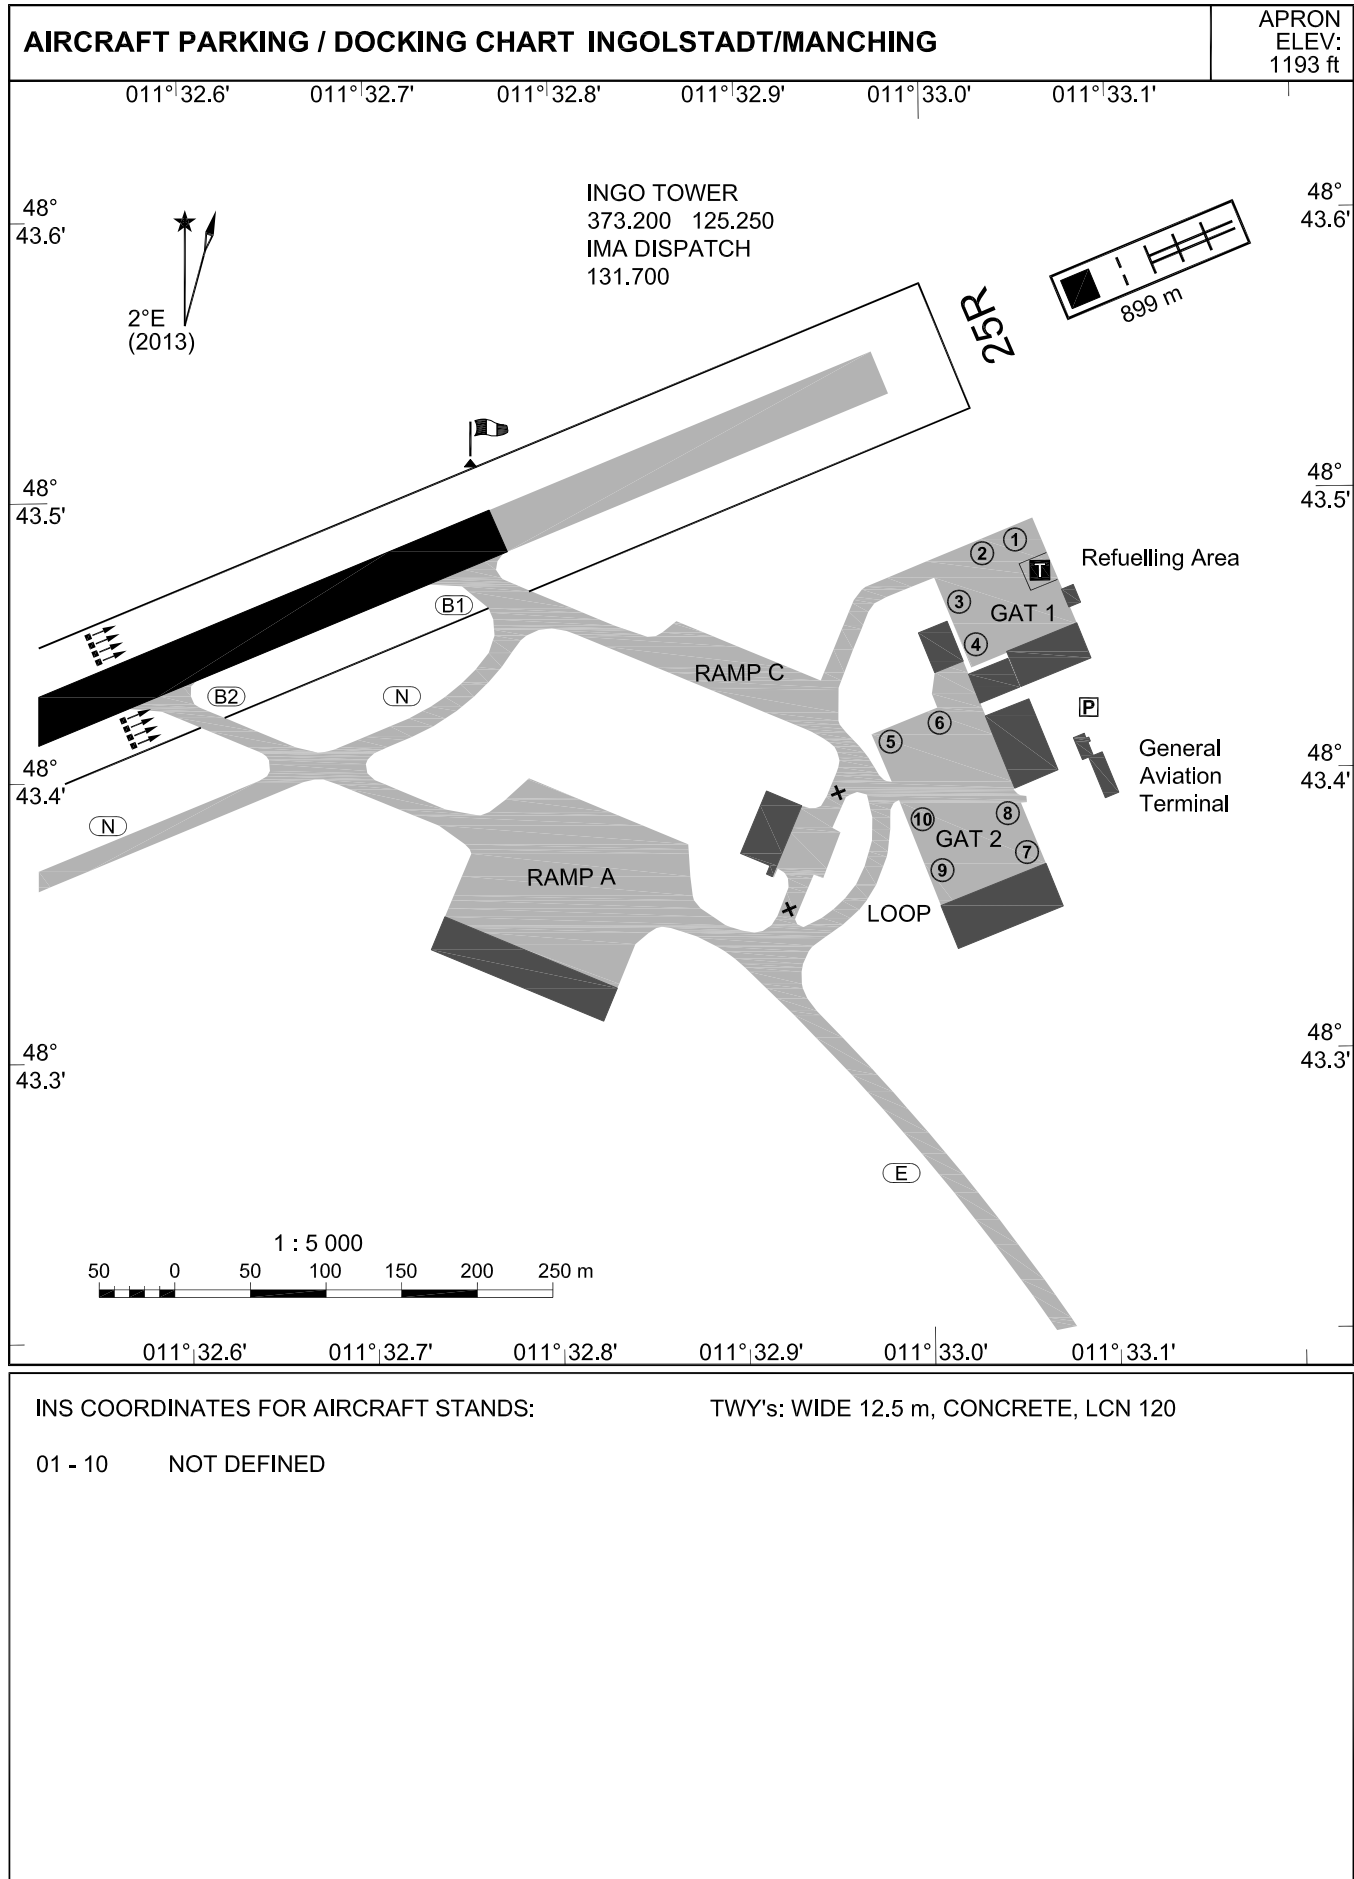 AIRCRAFT PARKING / DOCKING CHART INGOLSTADT/MANCHING
APRON
ELEV:
1193 ft
011°32.6' 011°32.7' 011°32.8' 011°32.9' 011°33.0' 011°33.1'
INGO TOWER
373.200 125.250
IMA DISPATCH
131.700
48°
43.6'
48°
43.6'
2°E
(2013)
25R
899 m
48°
43.5'
48°
43.5'
1
2
T
Refuelling Area
3
GAT 1
4
B1
RAMP C
B2
N
P
6
5
General
Aviation
Terminal
48°
43.4'
48°
43.4'
N
10
8
GAT 2
7
9
RAMP A
LOOP
48°
43.3'
48°
43.3'
E
1 : 5 000
50 0 50 100 150 200 250 m
011°32.6' 011°32.7' 011°32.8' 011°32.9' 011°33.0' 011°33.1'
INS COORDINATES FOR AIRCRAFT STANDS:
TWY's: WIDE 12.5 m, CONCRETE, LCN 120
01 - 10 NOT DEFINED